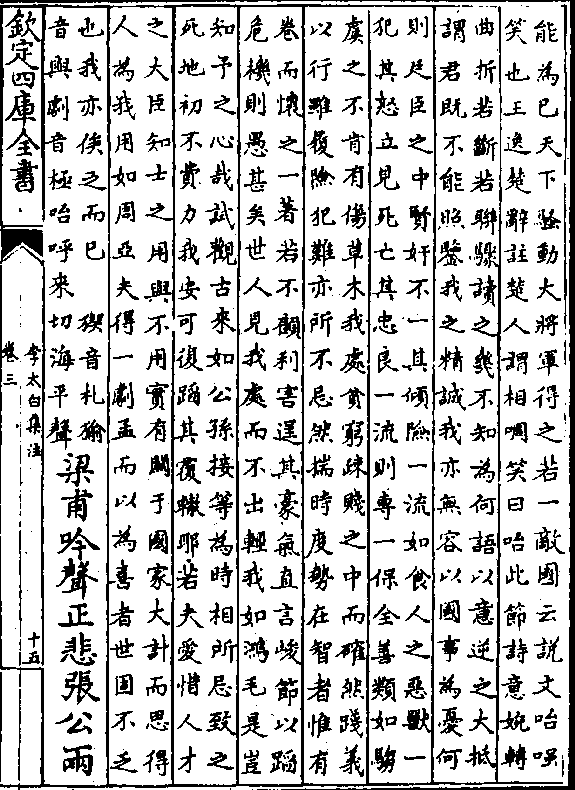 能為已天下騷動大將軍得之若一敵國云說文咍嗤
笑也王逸楚辭註楚人謂相啁笑曰咍此節詩意婉轉
曲折若斷若聯驟讀之幾不知為何語以意逆之大抵
謂君既不能照鑒我之精誠我亦無容以國事為憂何
則廷臣之中賢奸不一其傾險一流如食人之惡獸一
犯其怒立見死亡其忠良一流則專一保全善類如騶
虞之不肯有傷草木我處貧窮疎賤之中而確然踐義
以行雖履險犯難亦所不忌然揣時度勢在智者惟有
卷而懷之一著若不顧利害逞其豪氣直言峻節以蹈
危機則愚甚矣世人見我處而不出輕我如鴻毛是豈
知予之心哉試觀古來如公孫接等為時相所忌致之
死地初不費力我安可復蹈其覆轍耶若夫愛惜人才
之大臣知士之用與不用實有關于國家大計而思得
人為我用如周亞夫得一劇孟而以為喜者世固不乏
也我亦俟之而已 猰音札㺄
音與劇音極咍呼來切海平聲
梁甫吟聲正悲張公兩
欽定四庫全書
李太白集注
卷三
十五